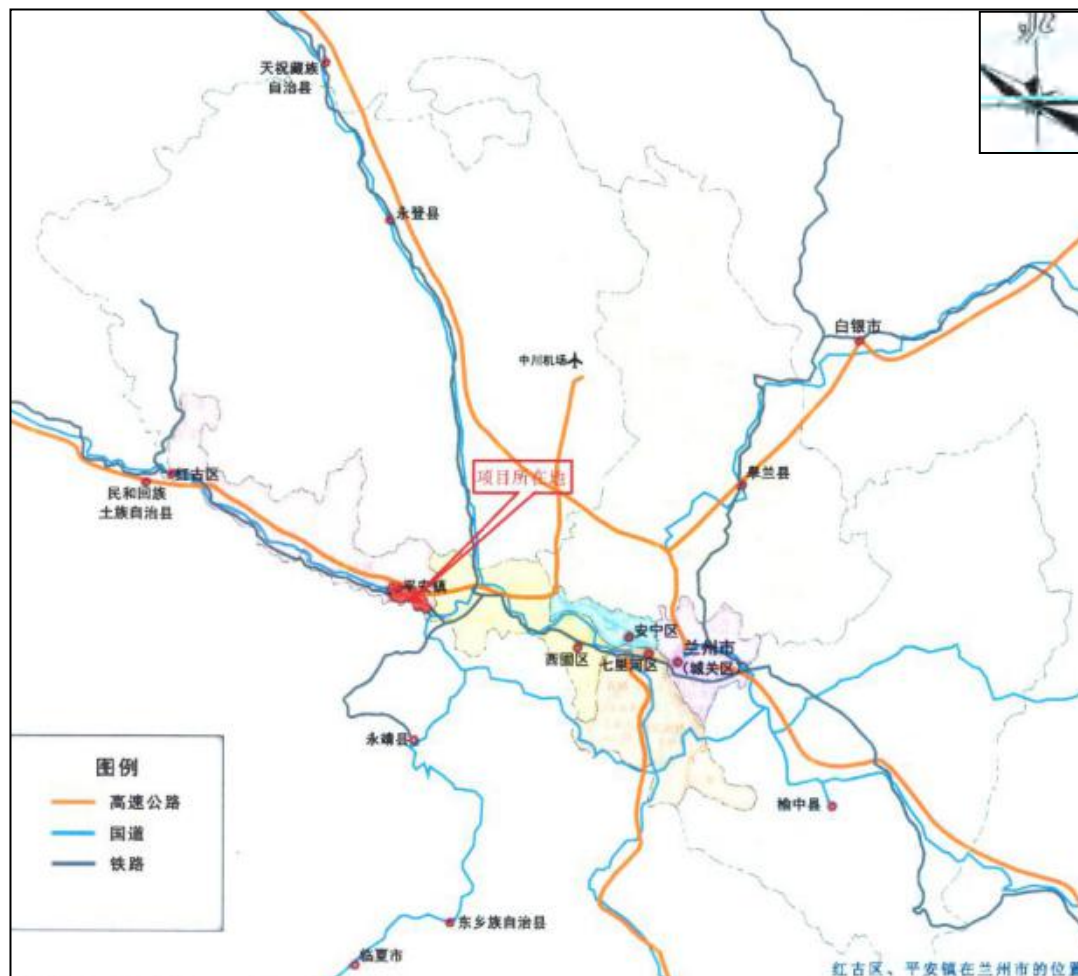 北
天祝藏族
自治县
永登县
中川机场
白银市
皋兰县
项目所在地
红古区
民和回族
土族自治县
平安镇
安宁区
西固区
七里河区
兰州市
（城关区）
永靖县
榆中县
图例
高速公路
国道
铁路
东乡族自治县
临夏市
红古区、平安镇在兰州市的位置